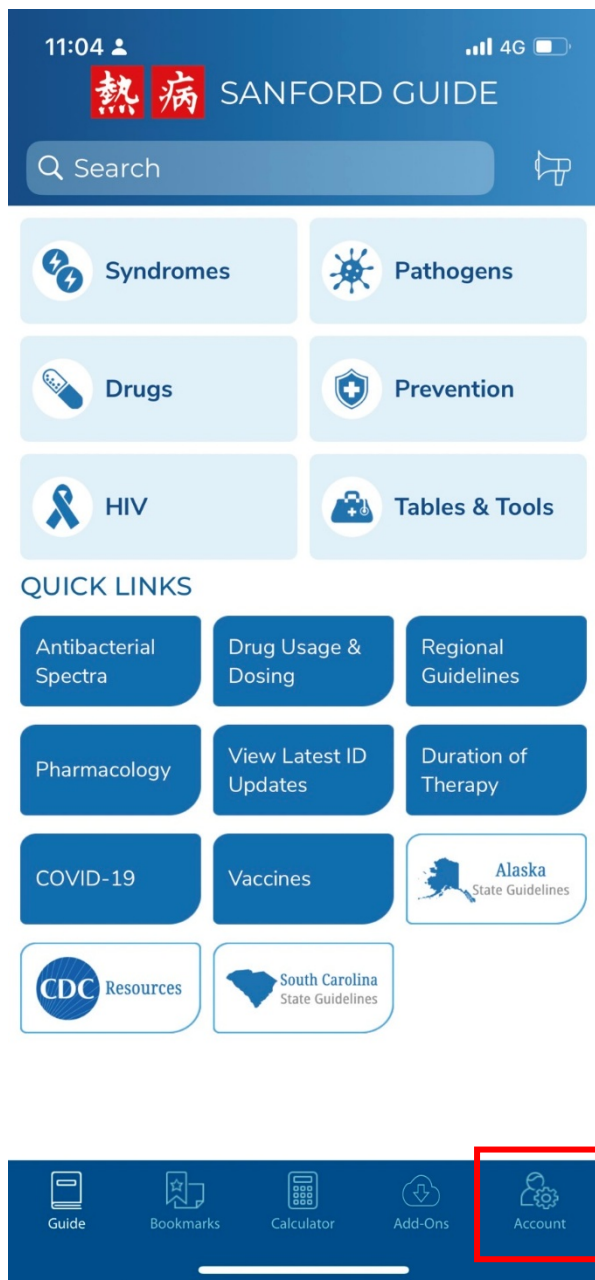 11:04
4G
熱病 SANFORD GUIDE
Search
Syndromes
Pathogens
Drugs
Prevention
HIV
Tables & Tools
QUICK LINKS
Antibacterial
Spectra
Drug Usage &
Dosing
Regional
Guidelines
Pharmacology
View Latest ID
Updates
Duration of
Therapy
COVID-19
Vaccines
Alaska
State Guidelines
CDC Resources
South Carolina
State Guidelines
Guide
Bookmarks
Calculator
Add-Ons
Account